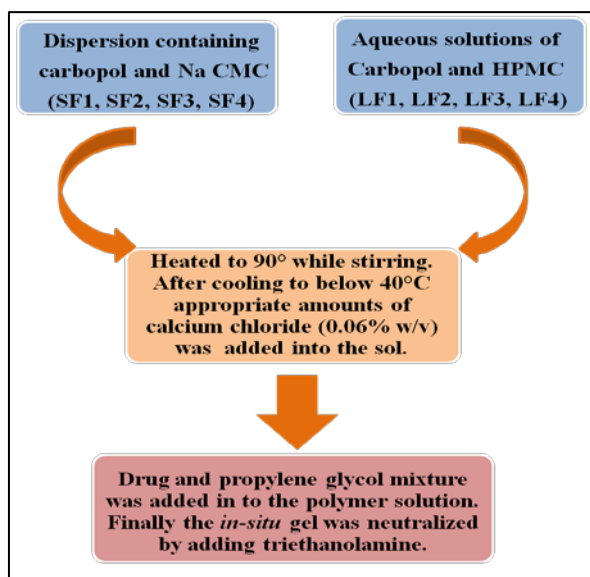 Dispersion containing
carbopol and Na CMC
(SF1, SF2, SF3, SF4)
Aqueous solutions of
Carbopol and HPMC
(LF1, LF2, LF3, LF4)
Heated to 90° while stirring.
After cooling to below 40°C
appropriate amounts of
calcium chloride (0.06% w/v)
was added into the sol.
Drug and propylene glycol mixture
was added in to the polymer solution.
Finally the in-situ gel was neutralized
by adding triethanolamine.